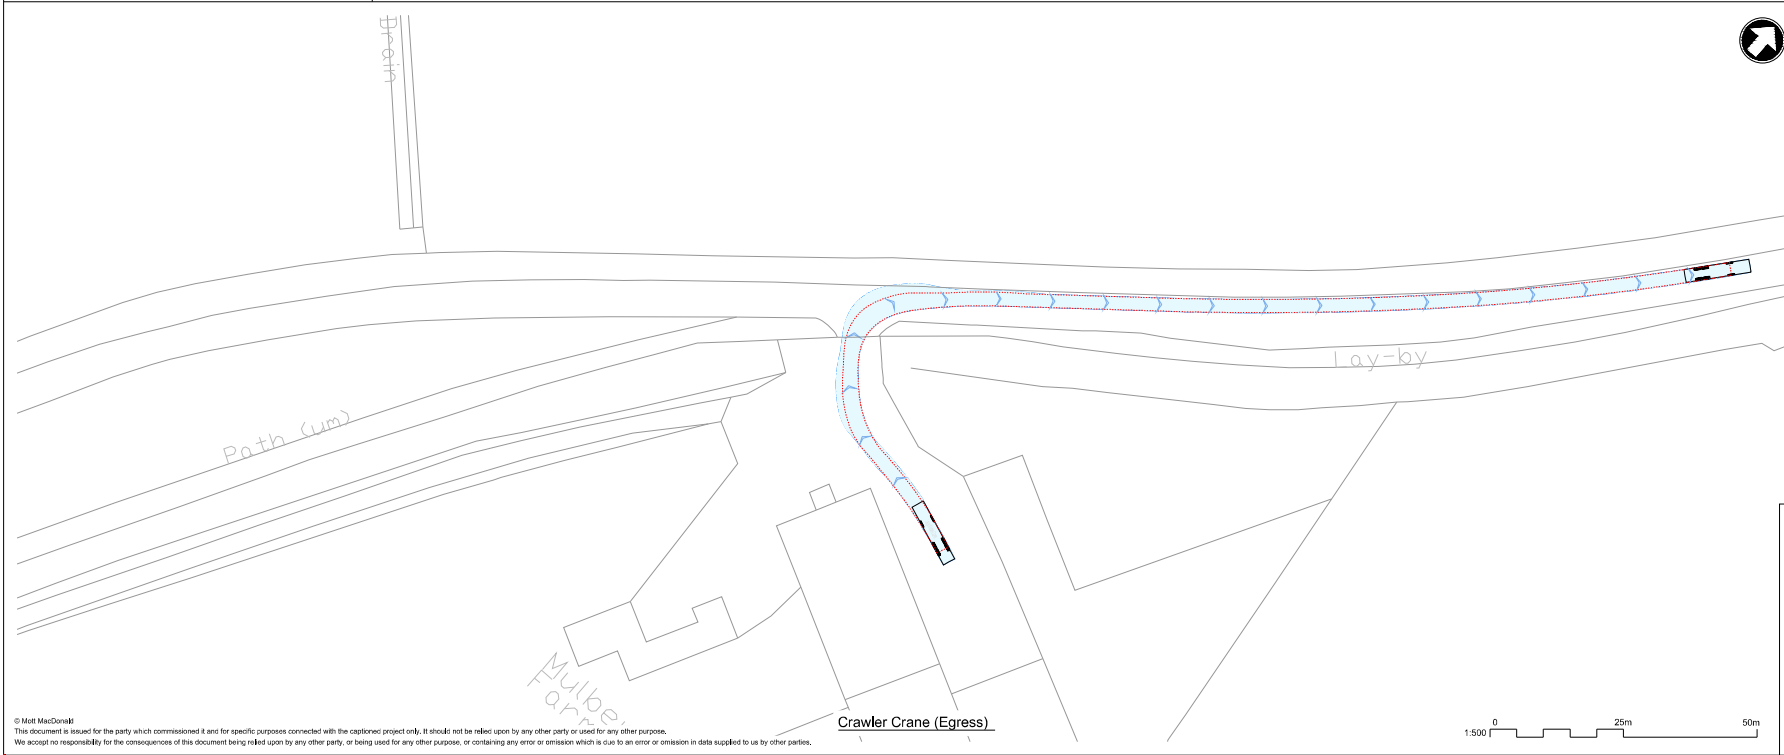 Drain
Path (um)
Lay-by
Crawler Crane (Egress)
0 25m 50m
1:500
© Mott MacDonald
This document is issued for the party which commissioned it and for specific purposes connected with the captioned project only. It should not be relied upon by any other party or used for any other purpose.
We accept no responsibility for the consequences of this document being relied upon by any other party, or being used for any other purpose, or containing any error or omission which is due to an error or omission in data supplied to us by other parties.